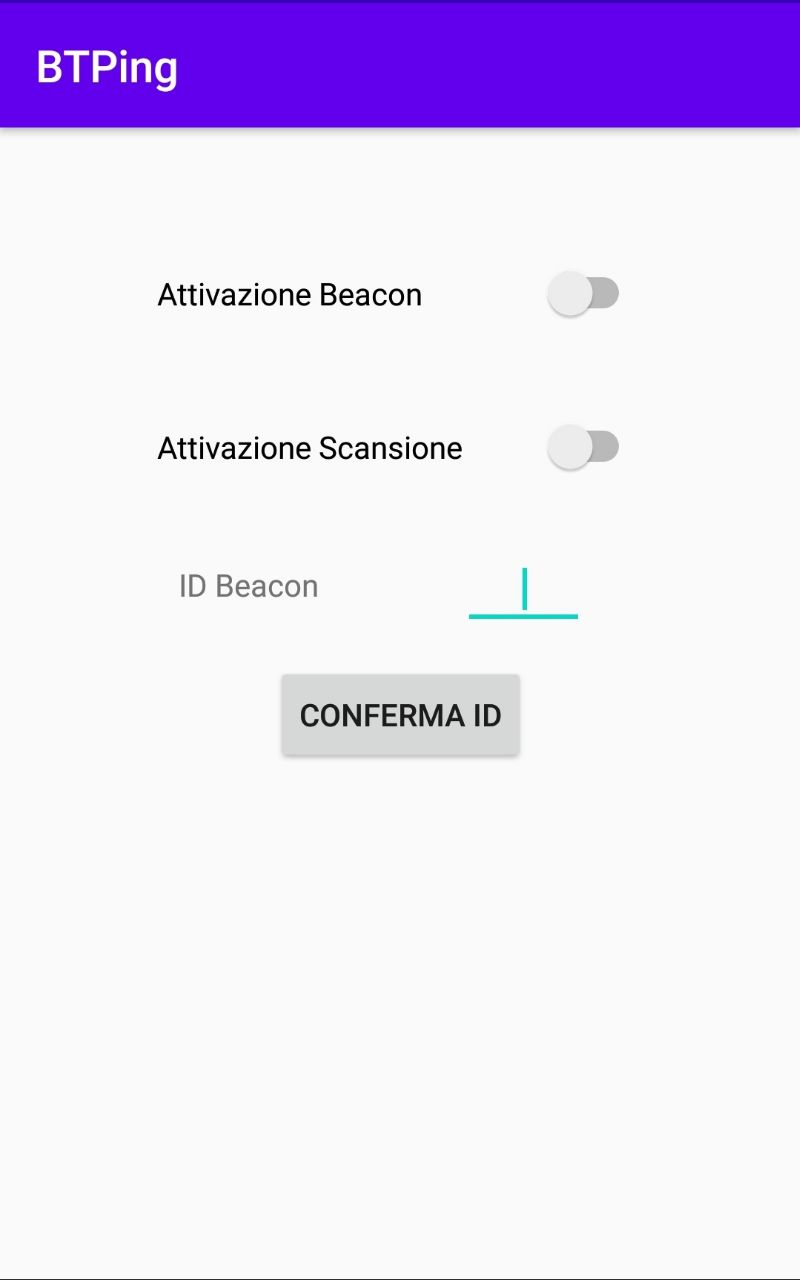 BTPing
Attivazione Beacon
Attivazione Scansione
ID Beacon
CONFERMA ID